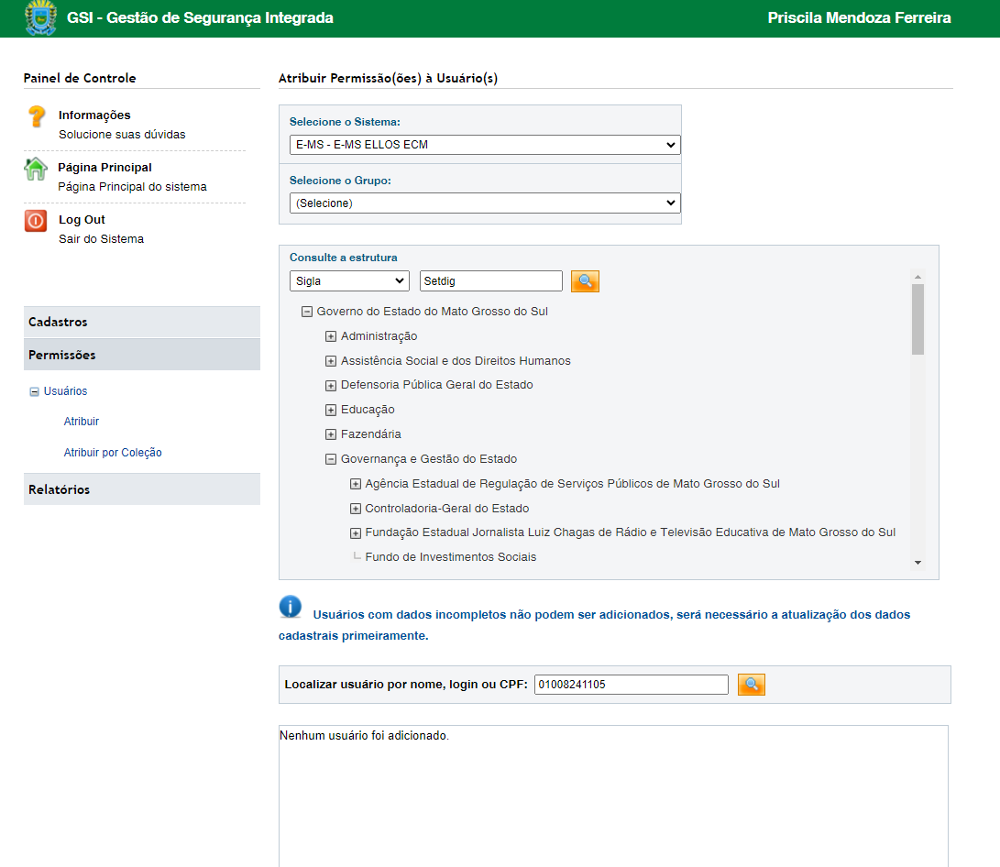 GSI - Gestão de Segurança Integrada
Priscila Mendoza Ferreira
Painel de Controle
Informações
Solucione suas dúvidas
Página Principal
Página Principal do sistema
Log Out
Sair do Sistema
Cadastros
Permissões
Usuários
Atribuir
Atribuir por Coleção
Relatórios
Atribuir Permissão(ões) à Usuário(s)
Selecione o Sistema:
E-MS - E-MS ELLOS ECM
Selecione o Grupo:
(Selecione)
Consulte a estrutura
Sigla
Setdig
Governo do Estado do Mato Grosso do Sul
Administração
Assistência Social e dos Direitos Humanos
Defensoria Pública Geral do Estado
Educação
Fazendária
Governança e Gestão do Estado
Agência Estadual de Regulação de Serviços Públicos de Mato Grosso do Sul
Controladoria-Geral do Estado
Fundação Estadual Jornalista Luiz Chagas de Rádio e Televisão Educativa de Mato Grosso do Sul
Fundo de Investimentos Sociais
Usuários com dados incompletos não podem ser adicionados, será necessário a atualização dos dados
cadastrais primeiramente.
Localizar usuário por nome, login ou CPF: 01008241105
Nenhum usuário foi adicionado.